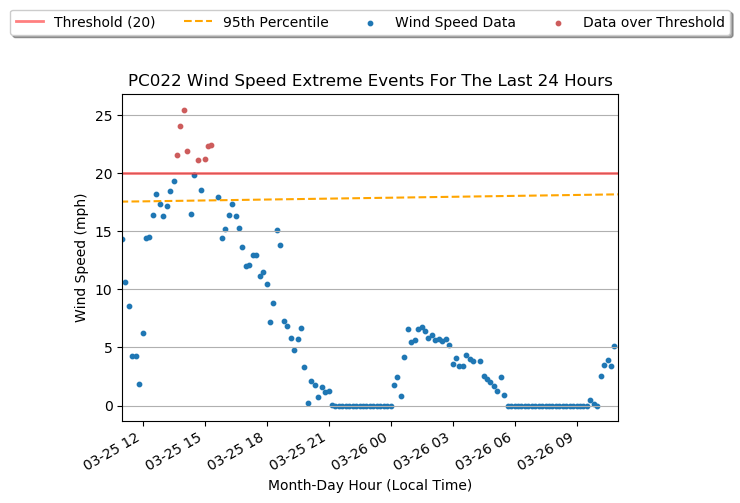 Threshold (20) 95th Percentile Wind Speed Data Data over Threshold
PC022 Wind Speed Extreme Events For The Last 24 Hours
25
20
15
10
5
0
Wind Speed (mph)
03-25 12 03-25 15 03-25 18 03-25 21 03-26 00 03-26 03 03-26 06 03-26 09
Month-Day Hour (Local Time)